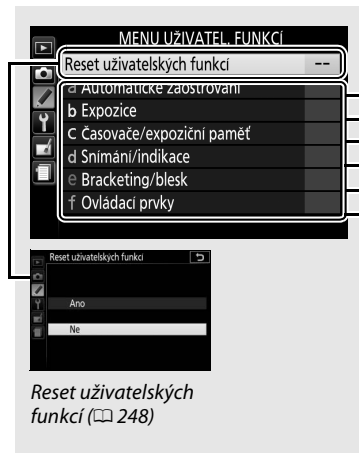 MENU UŽIVATEL. FUNKCÍ
Reset uživatelských funkcí --
a Automatické zaostřování
b Expozice
c Časovače/expoziční paměť
d Snímání/indikace
e Bracketing/blesk
f Ovládací prvky
Reset uživatelských funkcí
Ano
Ne
Reset uživatelských
funkcí (📖 248)